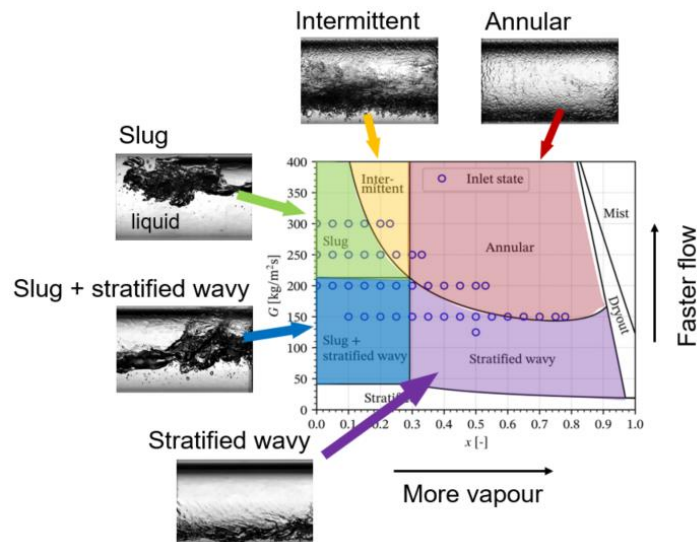 Intermittent
Annular
Slug
liquid
Slug + stratified wavy
Stratified wavy
400
350
300
250
200
150
100
50
0
G [kg/m²s]
Inter-
mittent
Inlet state
Slug
Annular
Mist
Dryout
Slug +
stratified wavy
Stratified wavy
0.0 0.1 0.2 0.3 0.4 0.5 0.6 0.7 0.8 0.9 1.0
x [-]
Faster flow
More vapour